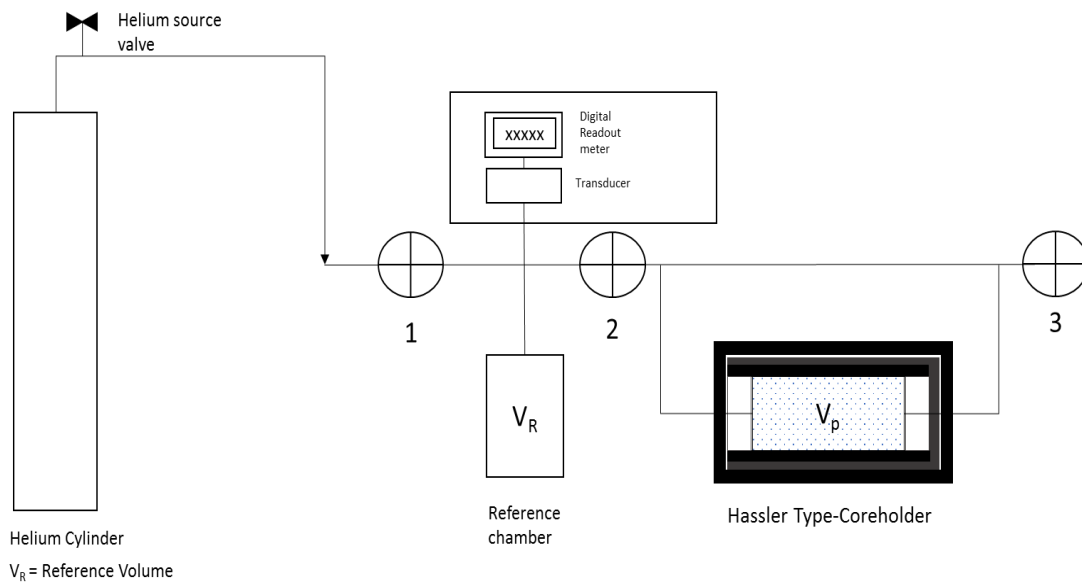 Helium source
valve
XXXXX
Digital
Readout
meter
Transducer
1
2
3
V_R
V_p
Reference
chamber
Hassler Type-Coreholder
Helium Cylinder
V_R = Reference Volume